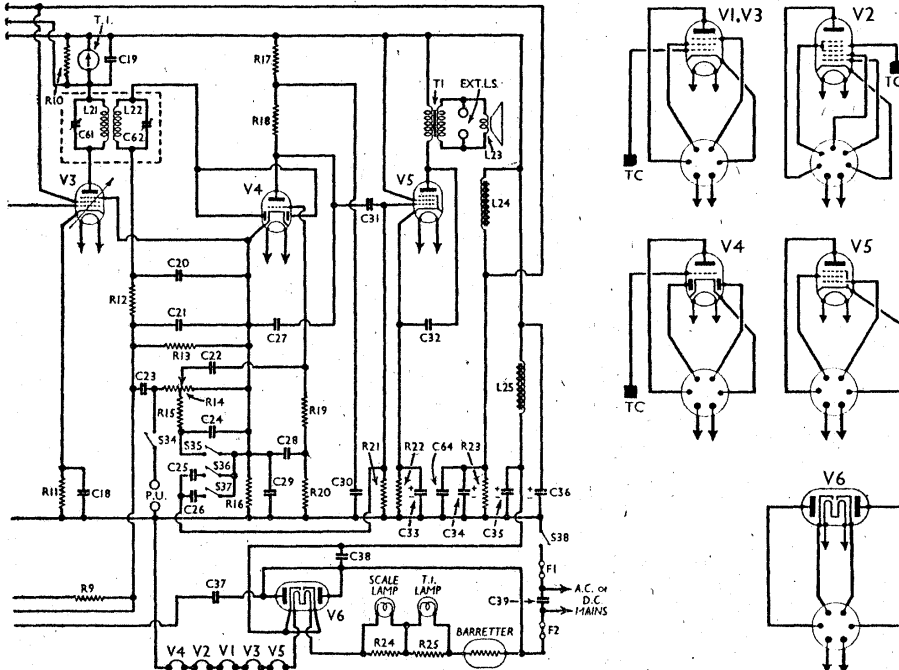 T.I.
C19
R10
L21
L22
C61
C62
V3
R17
R18
V4
T1
EXT.L.S.
L23
V5
C31
L24
C20
R12
C21
C27
C32
R13
C22
C23
R14
R15
C24
R19
L25
S34
S35
S36
S37
C25
C26
C28
R21
R22
C64
R23
R11
C18
P.U.
R16
C29
R20
C30
C33
C34
C35
C36
S38
C38
F1
R9
C37
V6
SCALE
LAMP
T.I.
LAMP
C39
A.C. or
D.C
MAINS
R24
R25
BARRETTER
F2
V4 V2 V1 V3 V5
V1,V3
TC
V2
TC
V4
TC
V5
V6